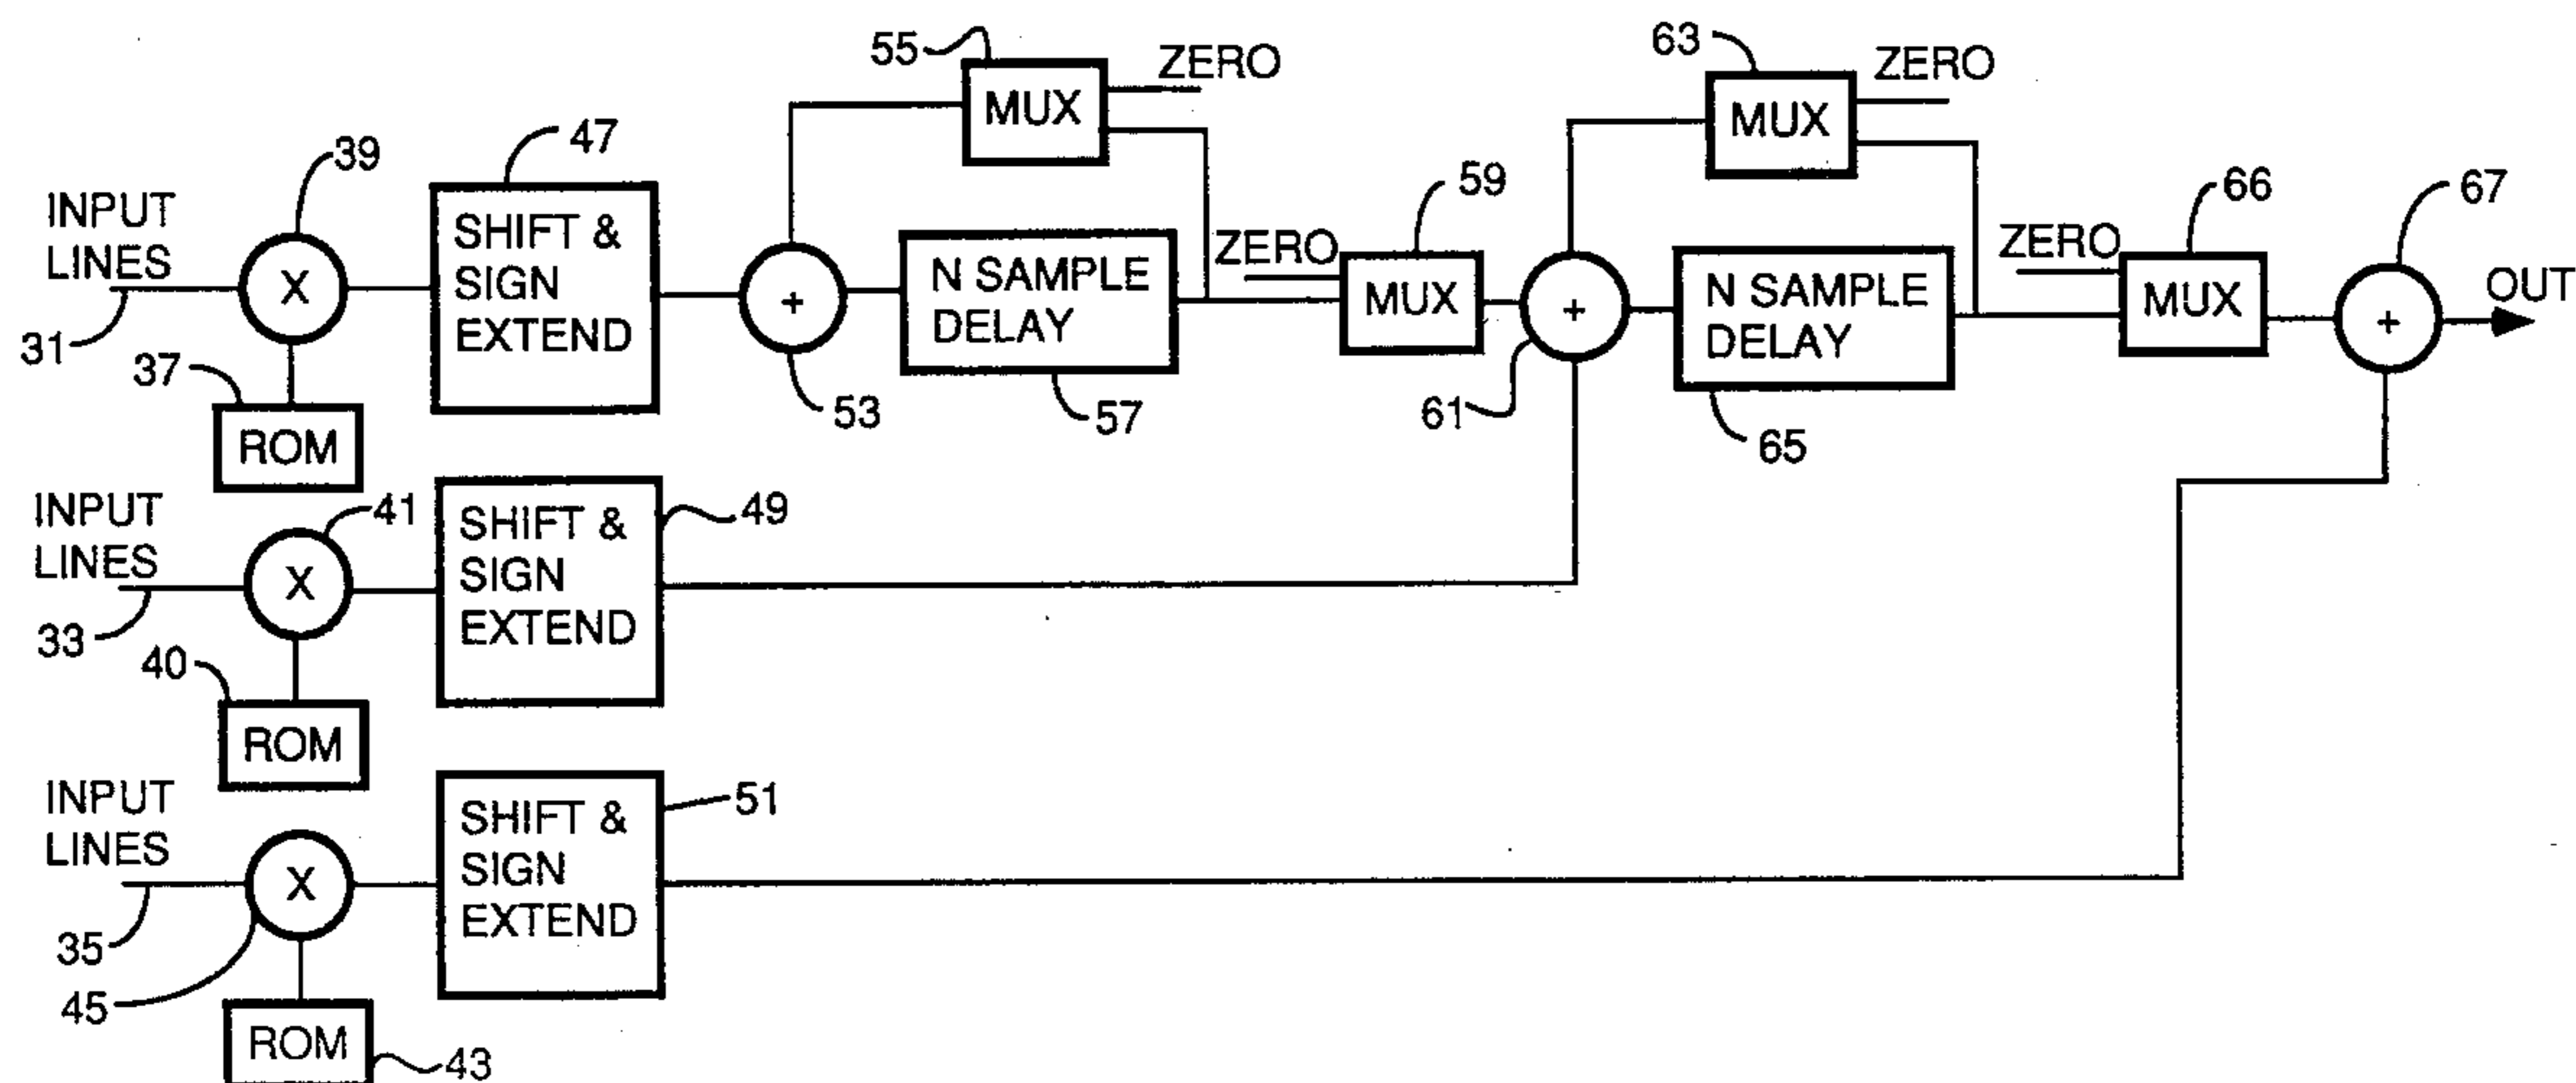 55
MUX
ZERO
63
MUX
ZERO
INPUT
LINES
31
39
X
37
ROM
47
SHIFT &
SIGN
EXTEND
+
53
N SAMPLE
DELAY
57
ZERO
59
MUX
+
61
N SAMPLE
DELAY
65
ZERO
66
MUX
67
+
OUT
INPUT
LINES
33
41
X
40
ROM
SHIFT &
SIGN
EXTEND
49
INPUT
LINES
35
X
45
ROM
43
SHIFT &
SIGN
EXTEND
51